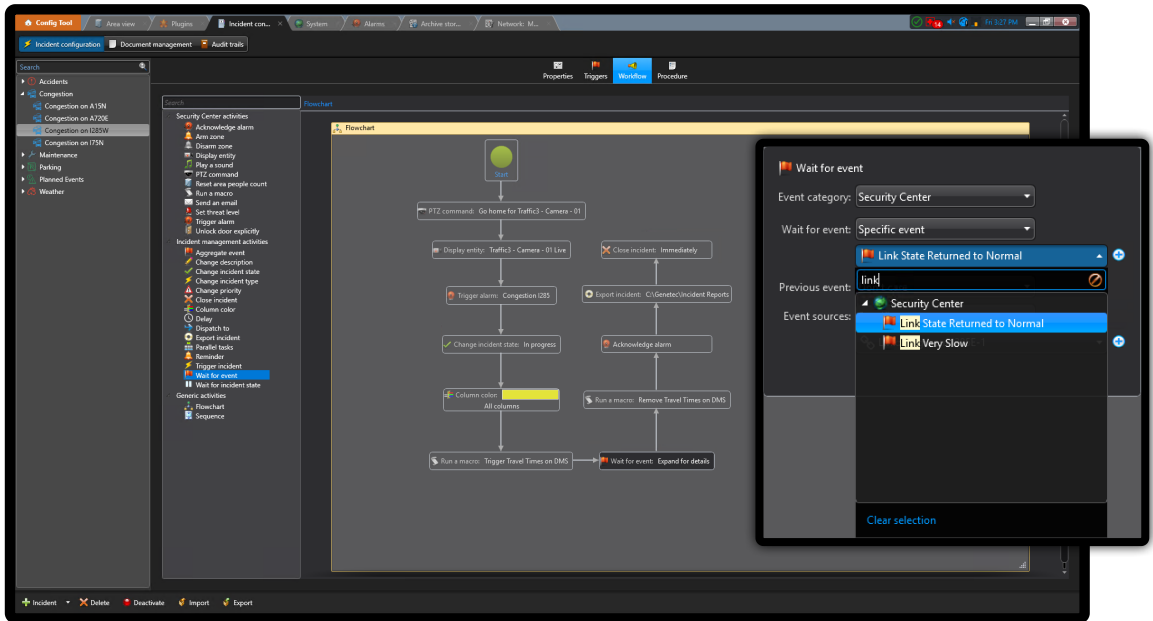 Config Tool
Area view
Plugins
Incident con...
System
Alarms
Archive stor...
Network: M...
14
Fri 3:27 PM
Incident configuration
Document management
Audit trails
Search
Accidents
Congestion
Congestion on A15N
Congestion on A720E
Congestion on I285W
Congestion on I75N
Maintenance
Parking
Planned Events
Weather
Properties
Triggers
Workflow
Procedure
Search
Security Center activities
Acknowledge alarm
Arm zone
Disarm zone
Display entity
Play a sound
PTZ command
Reset area people count
Run a macro
Send an email
Set threat level
Trigger alarm
Unlock door explicitly
Incident management activities
Aggregate event
Change description
Change incident state
Change incident type
Change priority
Close incident
Column color
Delay
Dispatch to
Export incident
Parallel tasks
Reminder
Trigger incident
Wait for event
Wait for incident state
Generic activities
Flowchart
Sequence
Flowchart
Flowchart
Start
PTZ command: Go home for Traffic3 - Camera - 01
Display entity: Traffic3 - Camera - 01 Live
Trigger alarm: Congestion I285
Change incident state: In progress
Column color:
All columns
Run a macro: Trigger Travel Times on DMS
Wait for event: Expand for details
Run a macro: Remove Travel Times on DMS
Acknowledge alarm
Export incident: C:\Genetec\Incident Reports
Close incident: Immediately
Wait for event
Event category: Security Center
Wait for event: Specific event
Link State Returned to Normal
link
Previous event:
Security Center
Event sources:
Link State Returned to Normal
Link Very Slow
Clear selection
Incident
Delete
Deactivate
Import
Export